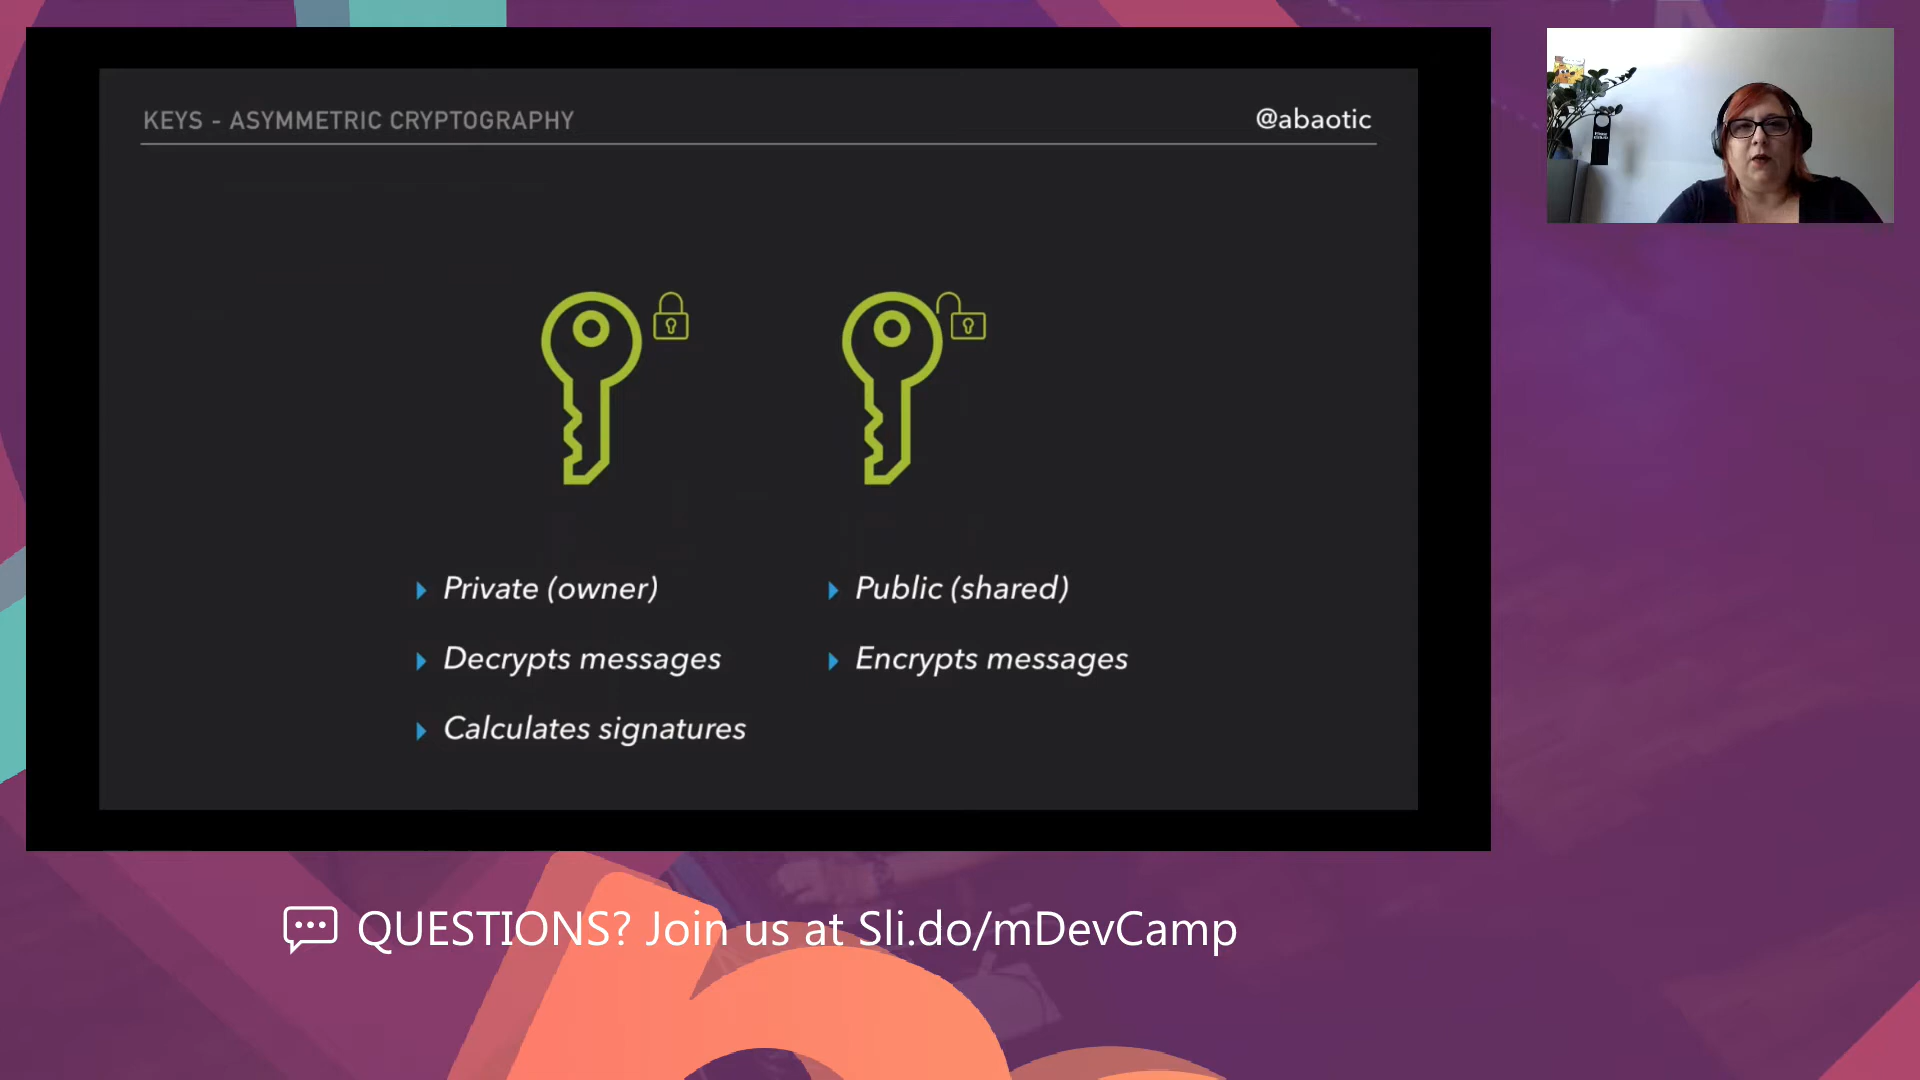 KEYS - ASYMMETRIC CRYPTOGRAPHY
@abaotic
Private (owner)
Decrypts messages
Calculates signatures
Public (shared)
Encrypts messages
QUESTIONS? Join us at Sli.do/mDevCamp